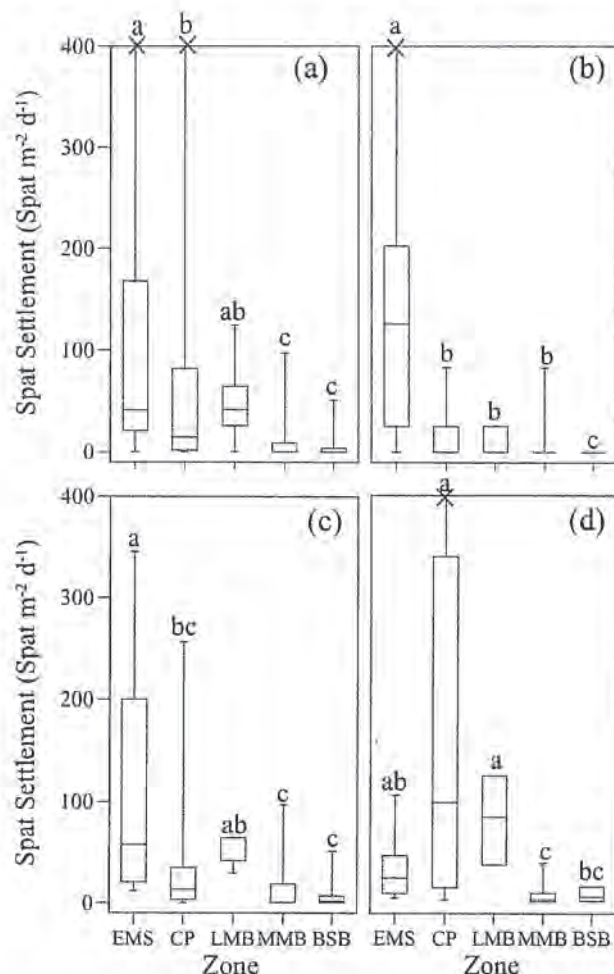 a
b
a
400
(a)
(b)
300
200
ab
100
c
b
b
b
c
0
c
Spat Settlement (Spat m-2 d-1)
400
(c)
a
(d)
a
300
bc
200
ab
a
100
ab
c
c
c
bc
0
Spat Settlement (Spat m-2 d-1)
EMS CP LMB MMB BSB
EMS CP LMB MMB BSB
Zone
Zone